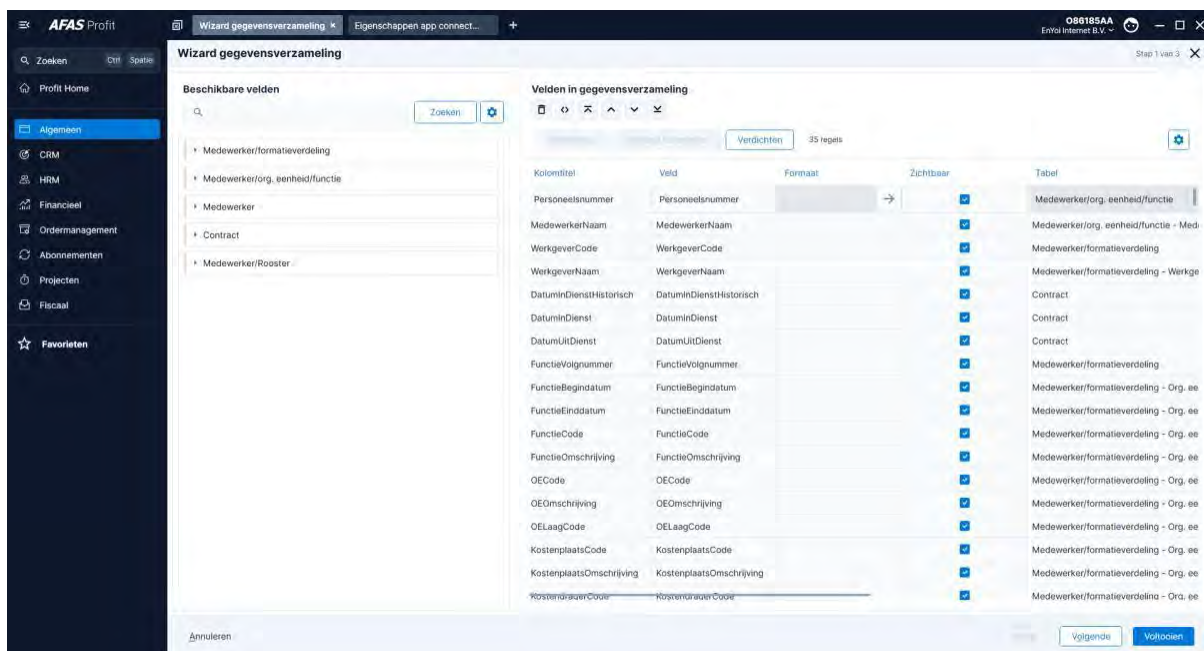 AFAS Profit
Wizard gegevensverzameling ×
Eigenschappen app connect...
+
O86185AA
EnYoi Internet B.V.
Zoeken
Ctrl
Spatie
Profit Home
Algemeen
CRM
HRM
Financieel
Ordermanagement
Abonnementen
Projecten
Fiscaal
Favorieten
Wizard gegevensverzameling
Stap 1 van 3
Beschikbare velden
Zoeken
Medewerker/formatieverdeling
Medewerker/org. eenheid/functie
Medewerker
Contract
Medewerker/Rooster
Velden in gegevensverzameling
Verdichten 35 regels
Kolomtitel Veld Formaat Zichtbaar Tabel
Personeelsnummer Personeelsnummer Medewerker/org. eenheid/functie
MedewerkerNaam MedewerkerNaam Medewerker/org. eenheid/functie - Med
WerkgeverCode WerkgeverCode Medewerker/formatieverdeling
WerkgeverNaam WerkgeverNaam Medewerker/formatieverdeling - Werkge
DatumInDienstHistorisch DatumInDienstHistorisch Contract
DatumInDienst DatumInDienst Contract
DatumUitDienst DatumUitDienst Contract
FunctieVolgnummer FunctieVolgnummer Medewerker/formatieverdeling
FunctieBegindatum FunctieBegindatum Medewerker/formatieverdeling - Org. ee
FunctieEinddatum FunctieEinddatum Medewerker/formatieverdeling - Org. ee
FunctieCode FunctieCode Medewerker/formatieverdeling - Org. ee
FunctieOmschrijving FunctieOmschrijving Medewerker/formatieverdeling - Org. ee
OECode OECode Medewerker/formatieverdeling - Org. ee
OEOmschrijving OEOmschrijving Medewerker/formatieverdeling - Org. ee
OELaagCode OELaagCode Medewerker/formatieverdeling - Org. ee
KostenplaatsCode KostenplaatsCode Medewerker/formatieverdeling - Org. ee
KostenplaatsOmschrijving KostenplaatsOmschrijving Medewerker/formatieverdeling - Org. ee
KostendragerCode KostendragerCode Medewerker/formatieverdeling - Org. ee
Annuleren
Volgende
Voltooien